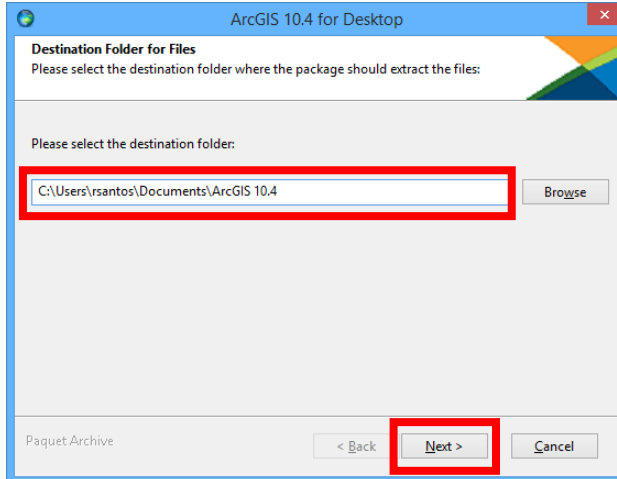 ArcGIS 10.4 for Desktop
Destination Folder for Files
Please select the destination folder where the package should extract the files:
Please select the destination folder:
C:\Users\rsantos\Documents\ArcGIS 10.4
Browse
Paquet Archive
< Back
Next >
Cancel